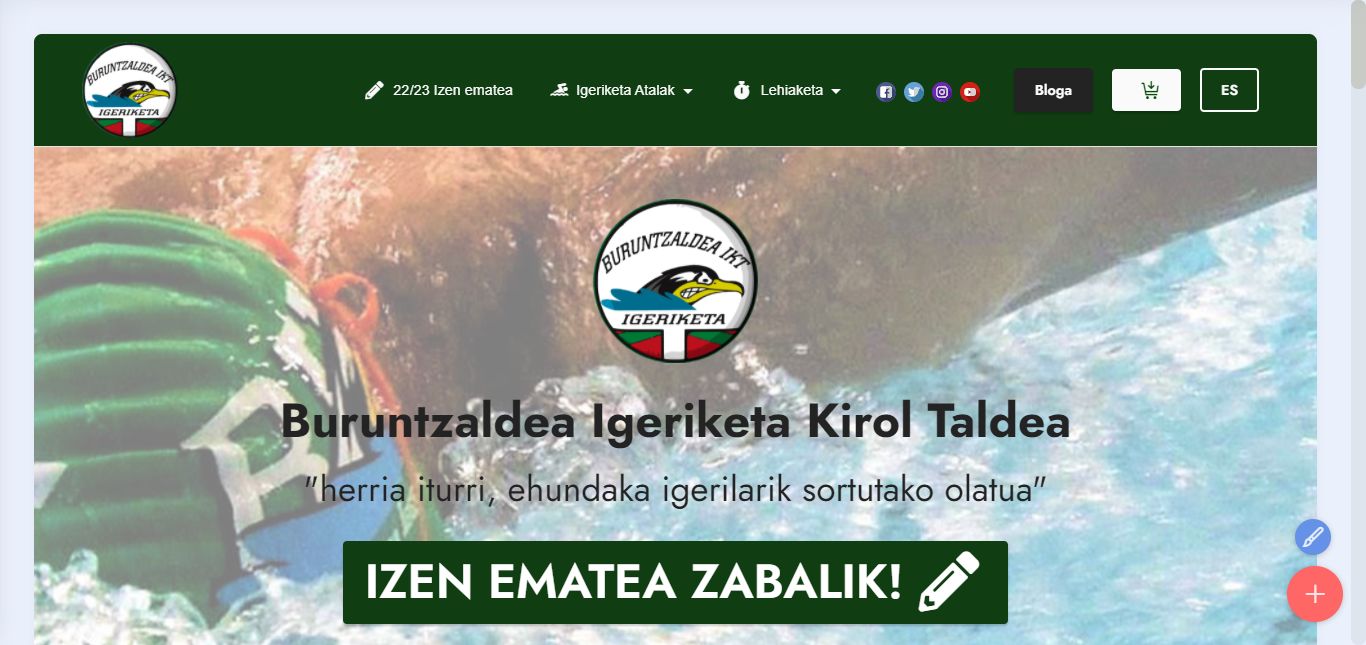 BURUNTZALDEA IKT
IGERIKETA
22/23 Izen ematea
Igeriketa Atalak
Lehiaketa
Bloga
ES
BURUNTZALDEA IKT
IGERIKETA
Buruntzaldea Igeriketa Kirol Taldea
"herria iturri, ehundaka igerilarik sortutako olatua"
IZEN EMATEA ZABALIK!